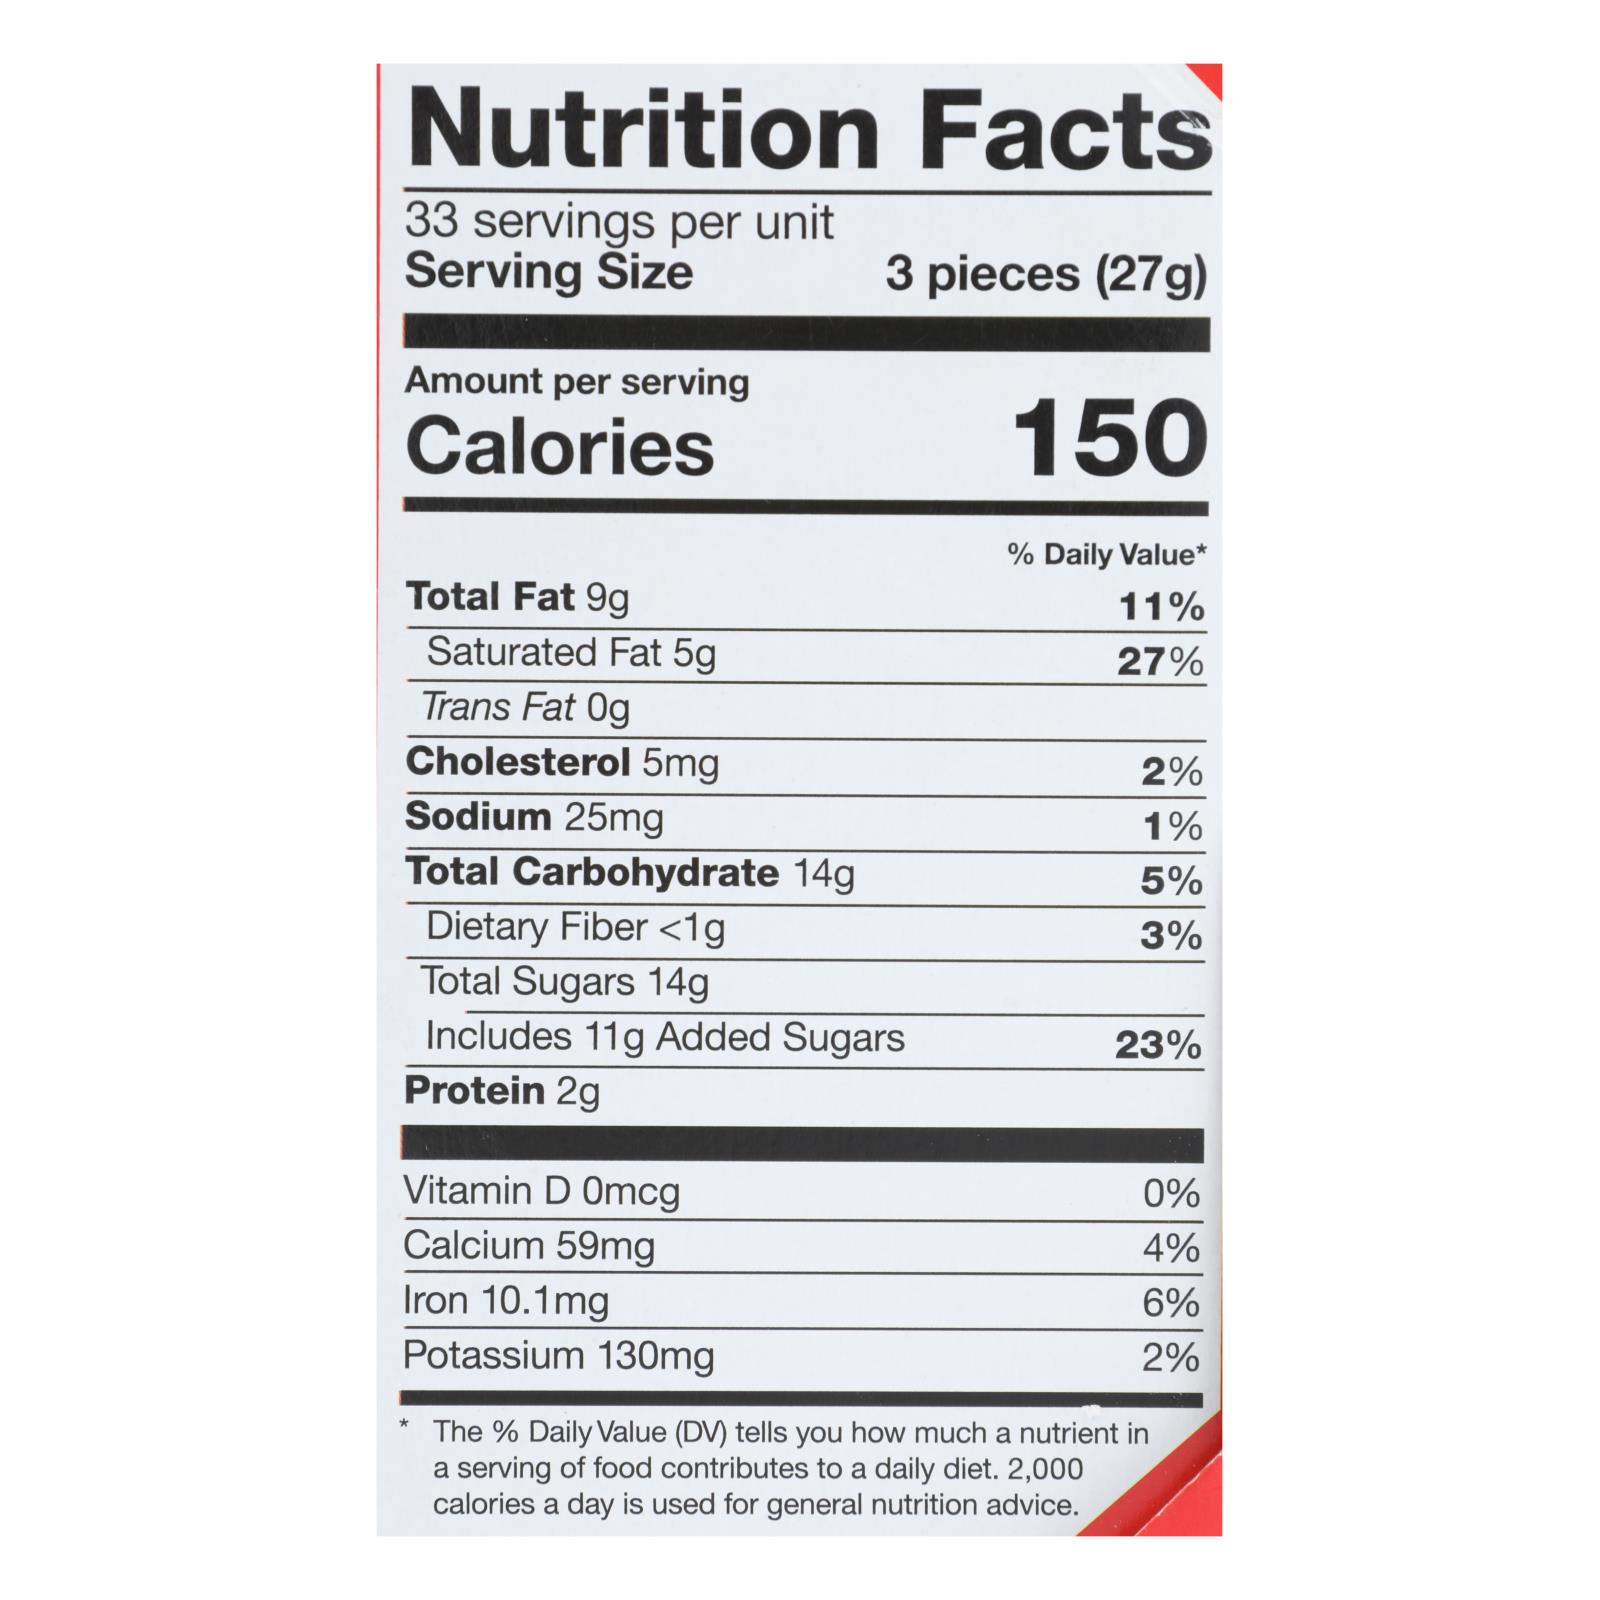 Nutrition Facts
33 servings per unit
Serving Size 3 pieces (27g)
Amount per serving
Calories 150
% Daily Value*
Total Fat 9g 11%
Saturated Fat 5g 27%
Trans Fat 0g
Cholesterol 5mg 2%
Sodium 25mg 1%
Total Carbohydrate 14g 5%
Dietary Fiber <1g 3%
Total Sugars 14g
Includes 11g Added Sugars 23%
Protein 2g
Vitamin D 0mcg 0%
Calcium 59mg 4%
Iron 10.1mg 6%
Potassium 130mg 2%
* The % Daily Value (DV) tells you how much a nutrient in
a serving of food contributes to a daily diet. 2,000
calories a day is used for general nutrition advice.